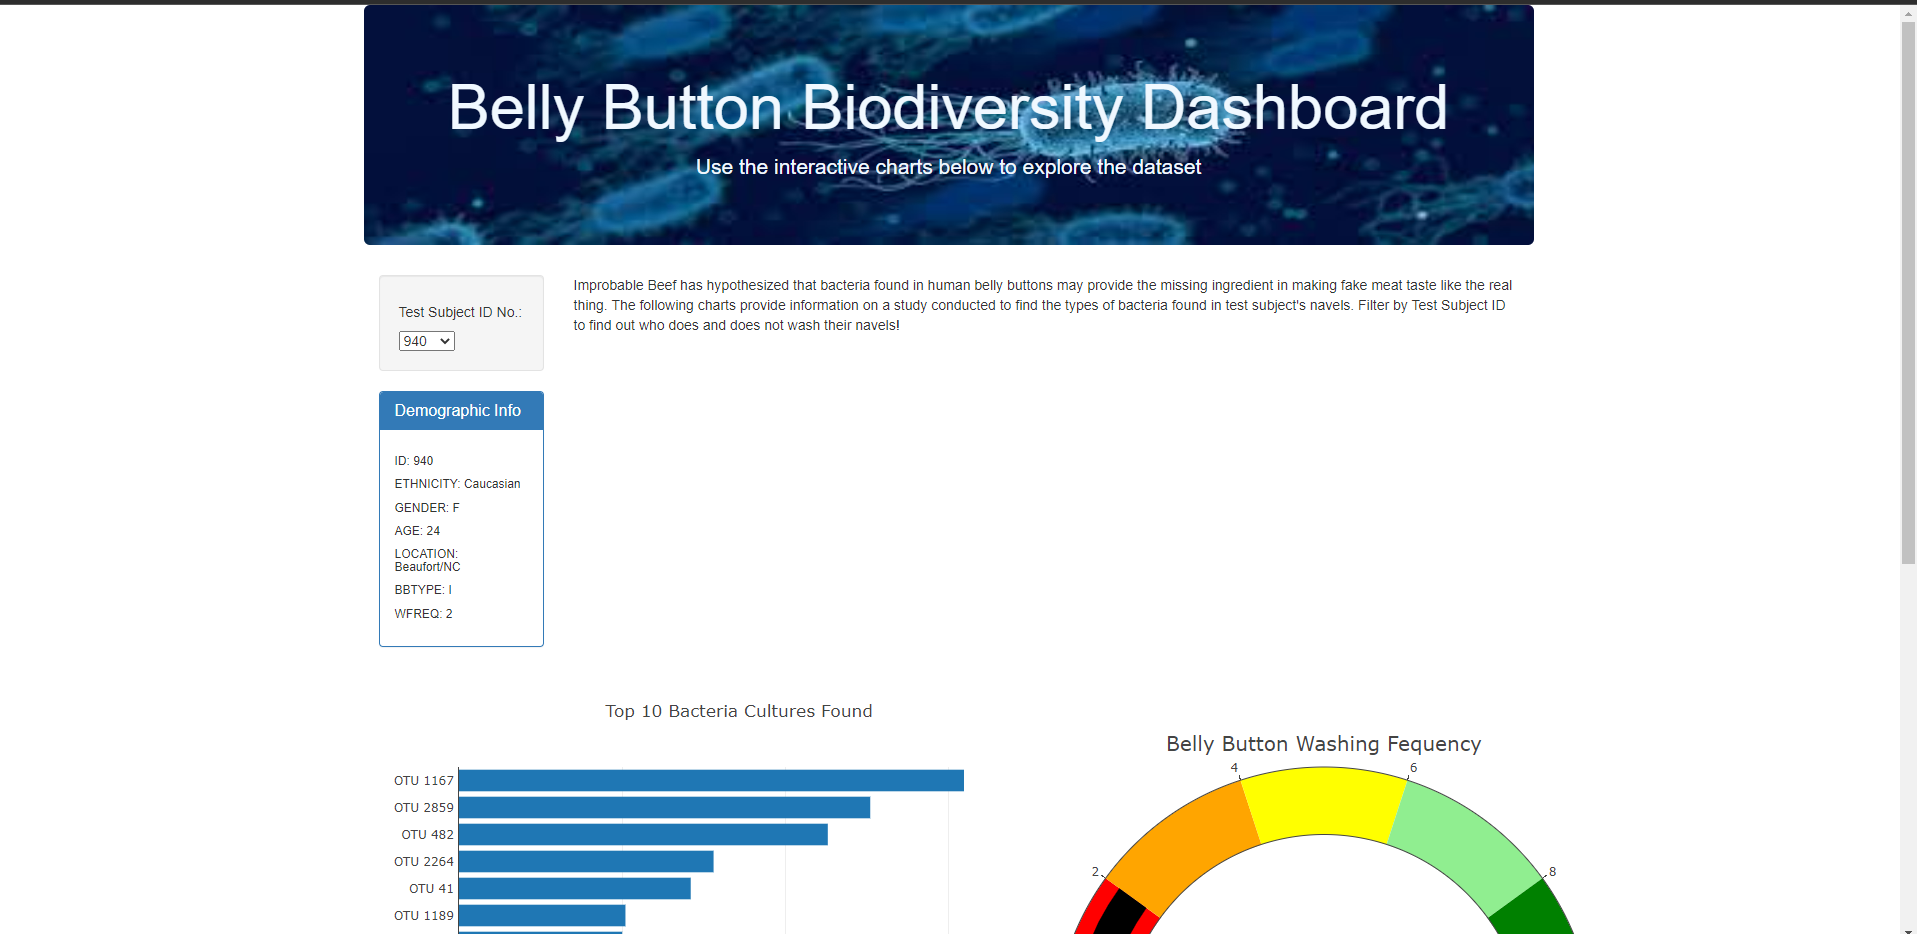 Belly Button Biodiversity Dashboard
Use the interactive charts below to explore the dataset
Test Subject ID No.:
940
Improbable Beef has hypothesized that bacteria found in human belly buttons may provide the missing ingredient in making fake meat taste like the real
thing. The following charts provide information on a study conducted to find the types of bacteria found in test subject's navels. Filter by Test Subject ID
to find out who does and does not wash their navels!
Demographic Info
ID: 940
ETHNICITY: Caucasian
GENDER: F
AGE: 24
LOCATION:
Beaufort/NC
BBTYPE: I
WFREQ: 2
Top 10 Bacteria Cultures Found
OTU 1167
OTU 2859
OTU 482
OTU 2264
OTU 41
OTU 1189
Belly Button Washing Fequency
4
6
2
8